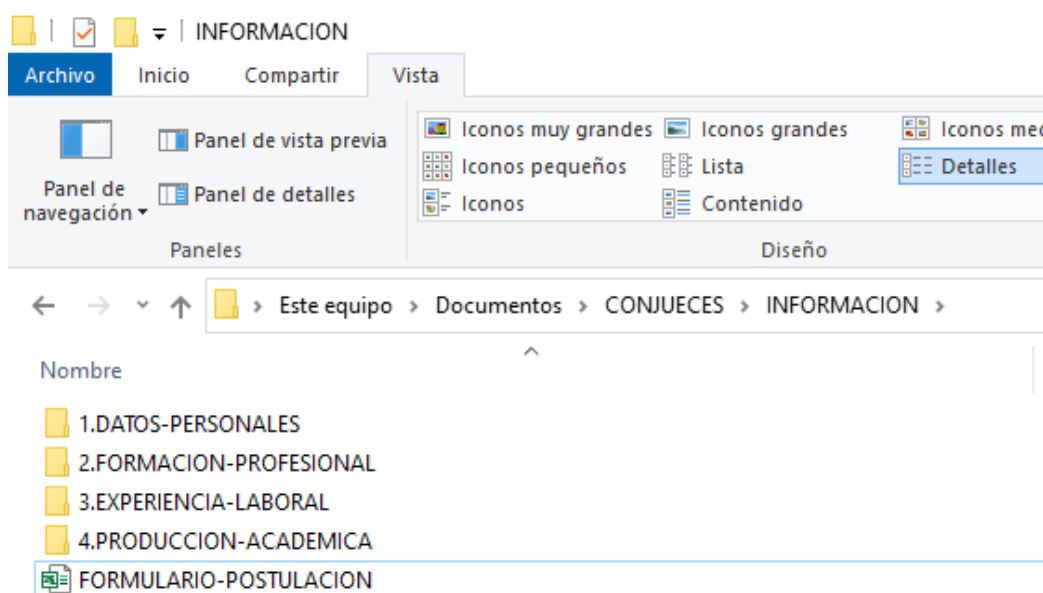 INFORMACION
Archivo Inicio Compartir Vista
Panel de navegación
Panel de vista previa
Panel de detalles
Paneles
Iconos muy grandes Iconos grandes Iconos
Iconos pequeños Lista Detalles
Iconos Contenido
Diseño
Este equipo > Documentos > CONJUECES > INFORMACION >
Nombre
1.DATOS-PERSONALES
2.FORMACION-PROFESIONAL
3.EXPERIENCIA-LABORAL
4.PRODUCCION-ACADEMICA
FORMULARIO-POSTULACION